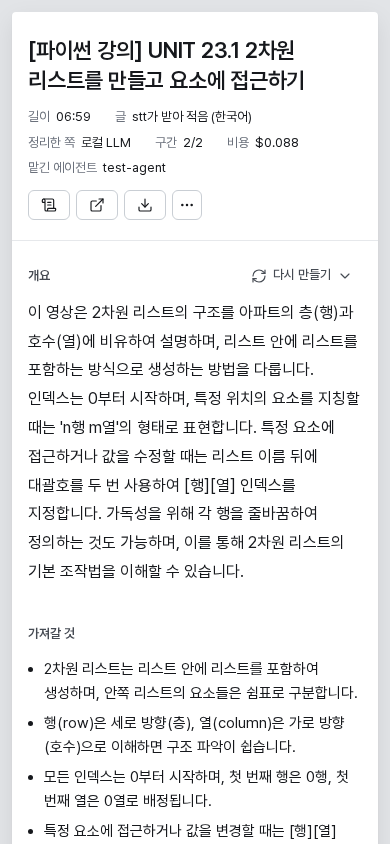 [파이썬 강의] UNIT 23.1 2차원
리스트를 만들고 요소에 접근하기
길이 06:59 글 stt가 받아 적음 (한국어)
정리한 쪽 로컬 LLM 구간 2/2 비용 $0.088
맡긴 에이전트 test-agent
개요 다시 만들기
이 영상은 2차원 리스트의 구조를 아파트의 층(행)과
호수(열)에 비유하여 설명하며, 리스트 안에 리스트를
포함하는 방식으로 생성하는 방법을 다룹니다.
인덱스는 0부터 시작하며, 특정 위치의 요소를 지칭할
때는 'n행 m열'의 형태로 표현합니다. 특정 요소에
접근하거나 값을 수정할 때는 리스트 이름 뒤에
대괄호를 두 번 사용하여 [행][열] 인덱스를
지정합니다. 가독성을 위해 각 행을 줄바꿈하여
정의하는 것도 가능하며, 이를 통해 2차원 리스트의
기본 조작법을 이해할 수 있습니다.
가져갈 것
• 2차원 리스트는 리스트 안에 리스트를 포함하여
생성하며, 안쪽 리스트의 요소들은 쉼표로 구분합니다.
• 행(row)은 세로 방향(층), 열(column)은 가로 방향
(호수)으로 이해하면 구조 파악이 쉽습니다.
• 모든 인덱스는 0부터 시작하며, 첫 번째 행은 0행, 첫
번째 열은 0열로 배정됩니다.
• 특정 요소에 접근하거나 값을 변경할 때는 [행][열]